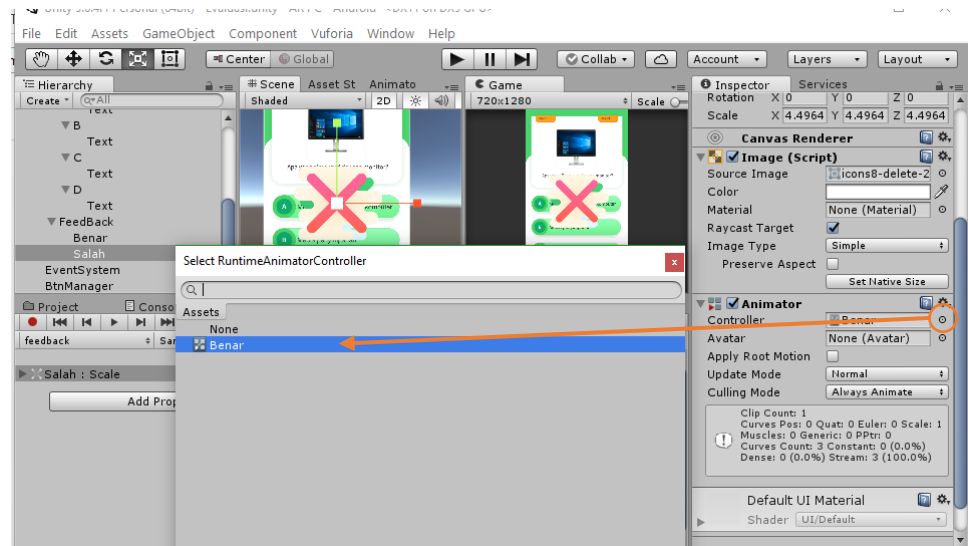 File Edit Assets GameObject Component Vuforia Window Help
Center Global Collab Account Layers Layout
Hierarchy
Create All
Text
B
Text
C
Text
D
Text
FeedBack
Benar
Salah
EventSystem
BtnManager
Project Conso
feedback Sar
Salah : Scale
Add Prop
Scene Asset St Animato
Shaded 2D
Game
720x1280 Scale
Select RuntimeAnimatorController
x
Assets
None
Benar
Inspector Services
Rotation X 0 Y 0 Z 0
Scale X 4.4964 Y 4.4964 Z 4.4964
Canvas Renderer
Image (Script)
Source Image icons8-delete-2
Color
Material None (Material)
Raycast Target
Image Type Simple
Preserve Aspect
Set Native Size
Animator
Controller Benar
Avatar None (Avatar)
Apply Root Motion
Update Mode Normal
Culling Mode Always Animate
Clip Count: 1
Curves Pos: 0 Quat: 0 Euler: 0 Scale: 1
Muscles: 0 Generic: 0 PPtr: 0
Curves Count: 3 Constant: 0 (0.0%)
Dense: 0 (0.0%) Stream: 3 (100.0%)
Default UI Material
Shader UI/Default